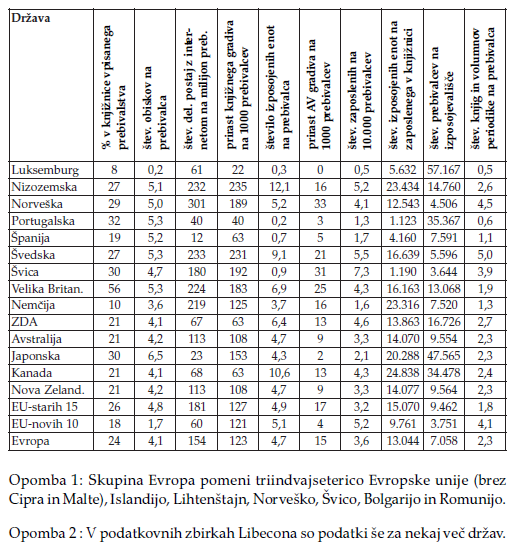 Država
% v knjižnice vpisanega
prebivalstva
štev. obiskov na
prebivalca
štev. del. postaj z inter-
netom na milijon preb.
prirast knjižnega gradiva
na 1000 prebivalcev
število izposojenih enot
na prebivalca
prirast AV gradiva na
1000 prebivalcev
štev. zaposlenih na
10.000 prebivalcev
štev. izposojenih enot na
zaposlenega v knjižnici
štev. prebivalcev na
izposojevališče
štev. knjig in volumnov
periodike na prebivalca
Luksemburg 8 0,2 61 22 0,3 0 0,5 5.632 57.167 0,5
Nizozemska 27 5,1 232 235 12,1 16 5,2 23.434 14.760 2,6
Norveška 29 5,0 301 189 5,2 33 4,1 12.543 4.506 4,5
Portugalska 32 5,3 40 40 0,2 3 1,3 1.123 35.367 0,6
Španija 19 5,2 12 63 0,7 5 1,7 4.160 7.591 1,1
Švedska 27 5,3 233 231 9,1 21 5,5 16.639 5.596 5,0
Švica 30 4,7 180 192 0,9 31 7,3 1.190 3.644 3,9
Velika Britan. 56 5,3 224 183 6,9 25 4,3 16.163 13.068 1,9
Nemčija 10 3,6 219 125 3,7 16 1,6 23.316 7.520 1,3
ZDA 21 4,1 67 63 6,4 13 4,6 13.863 16.726 2,7
Avstralija 21 4,2 113 108 4,7 9 3,3 14.070 9.554 2,3
Japonska 30 6,5 23 153 4,3 2 2,1 20.288 47.565 2,3
Kanada 21 4,1 68 63 10,6 13 4,3 24.838 34.478 2,4
Nova Zeland. 21 4,2 113 108 4,7 9 3,3 14.077 9.564 2,3
EU-starih 15 26 4,8 181 127 4,9 17 3,2 15.070 9.462 1,8
EU-novih 10 18 1,7 60 121 5,1 4 5,2 9.761 3.751 4,1
Evropa 24 4,1 154 123 4,7 15 3,6 13.044 7.058 2,3
Opomba 1: Skupina Evropa pomeni triindvajseterico Evropske unije (brez
Cipra in Malte), Islandijo, Lihtenštajn, Norveško, Švico, Bolgarijo in Romunijo.
Opomba 2 : V podatkovnih zbirkah Libecona so podatki še za nekaj več držav.